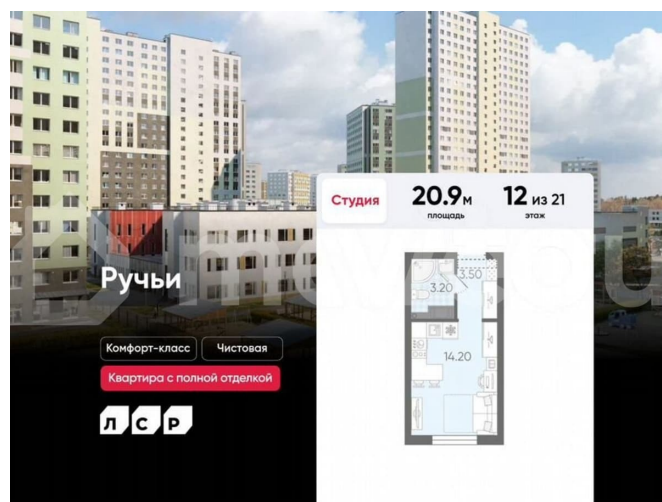 Студия
20.9м
площадь
12 из 21
этаж
Ручьи
3.20
3.50
14.20
Комфорт-класс
Чистовая
Квартира с полной отделкой
ЛСР